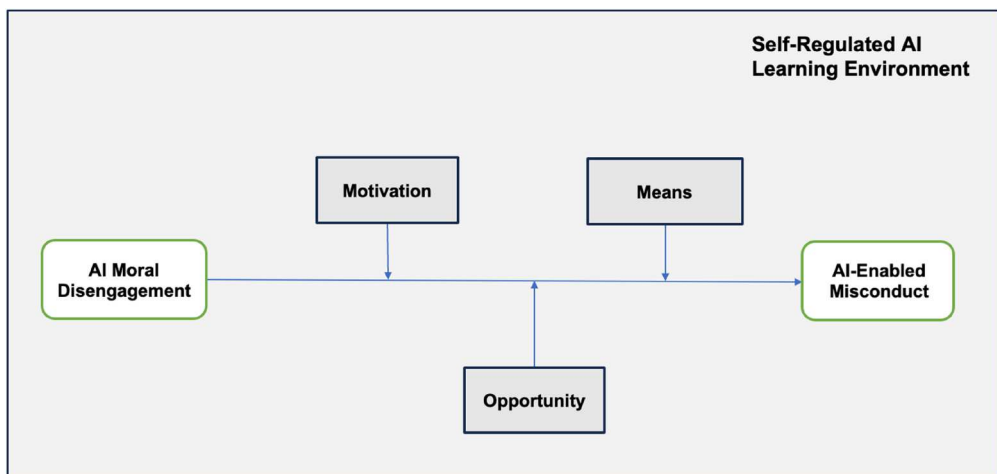 Self-Regulated AI
Learning Environment
Motivation
Means
AI Moral
Disengagement
AI-Enabled
Misconduct
Opportunity